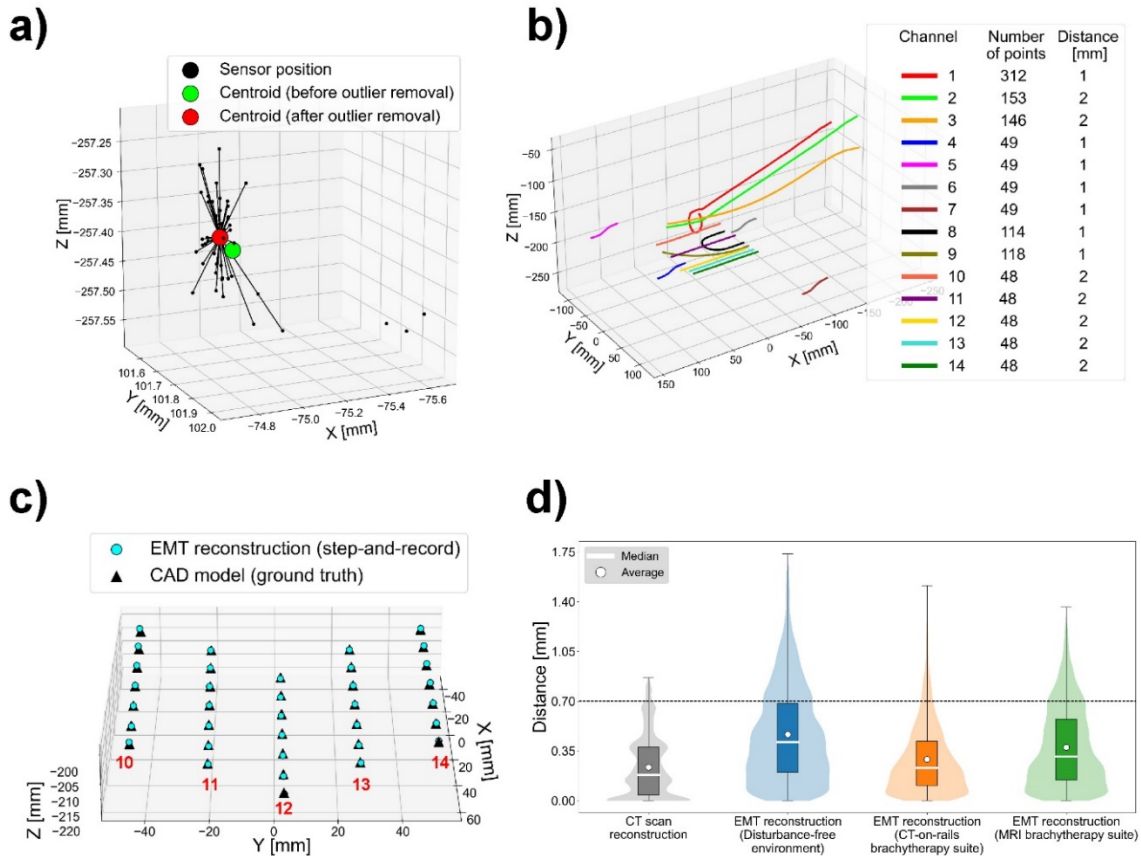 a)
Sensor position
Centroid (before outlier removal)
Centroid (after outlier removal)
−257.25
−257.30
−257.35
−257.40
−257.45
−257.50
−257.55
Z [mm]
101.6
101.7
101.8
101.9
102.0
Y [mm]
−74.8
−75.0
−75.2
−75.4
−75.6
X [mm]
b)
Channel Number of points Distance [mm]
1 312 1
2 153 2
3 146 2
4 49 1
5 49 1
6 49 1
7 49 1
8 114 1
9 118 1
10 48 2
11 48 2
12 48 2
13 48 2
14 48 2
−50
−100
−150
−200
−250
Z [mm]
−100
−50
0
50
100
Y [mm]
150
100
50
0
−50
−100
−150
−200
−250
X [mm]
c)
EMT reconstruction (step-and-record)
CAD model (ground truth)
10
11
12
13
14
−200
−205
−210
−215
−220
Z [mm]
−40
−20
0
20
40
Y [mm]
−40
−20
0
20
40
60
X [mm]
d)
Median
Average
1.75
1.40
1.05
0.70
0.35
0.00
Distance [mm]
CT scan
reconstruction
EMT reconstruction
(Disturbance-free
environment)
EMT reconstruction
(CT-on-rails
brachytherapy suite)
EMT reconstruction
(MRI brachytherapy suite)